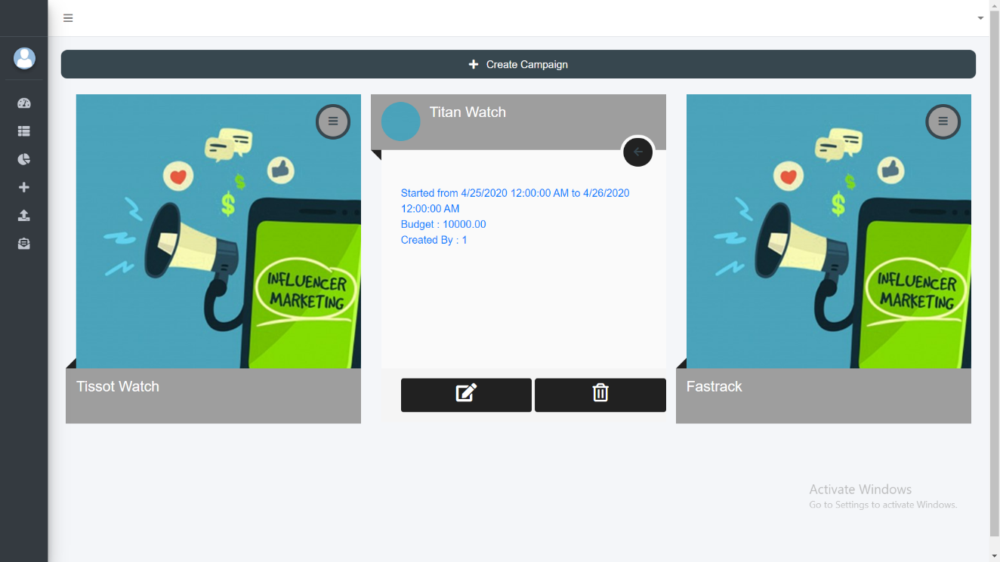 Create Campaign
INFLUENCER
MARKETING
Tissot Watch
Titan Watch
Started from 4/25/2020 12:00:00 AM to 4/26/2020
12:00:00 AM
Budget : 10000.00
Created By : 1
INFLUENCER
MARKETING
Fastrack
Activate Windows
Go to Settings to activate Windows.